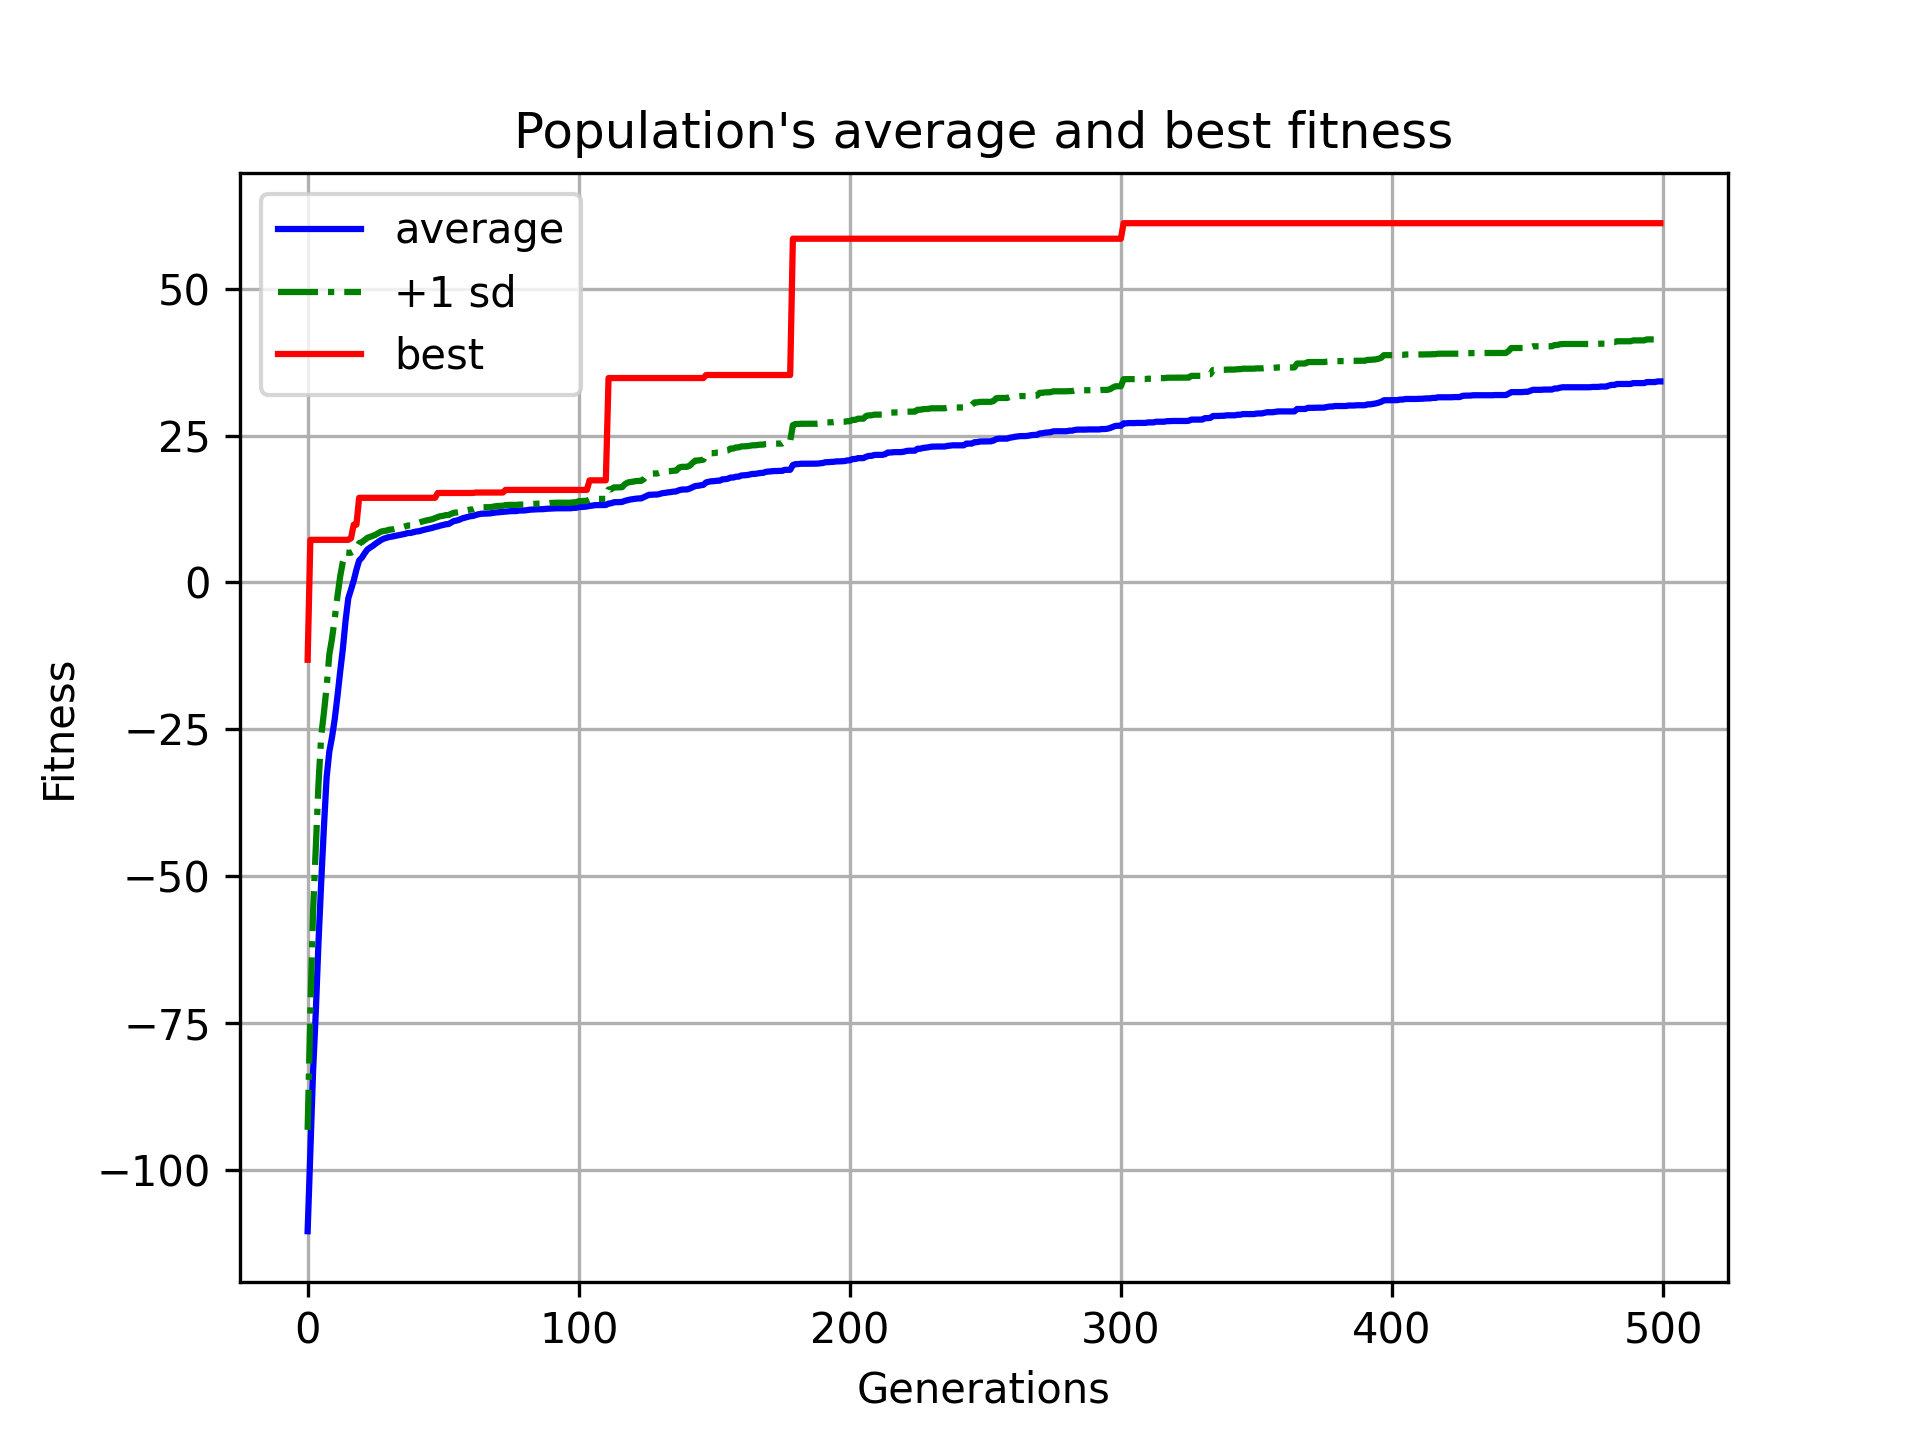 Population's average and best fitness
average
+1 sd
best
50
25
0
−25
−50
−75
−100
Fitness
0 100 200 300 400 500
Generations